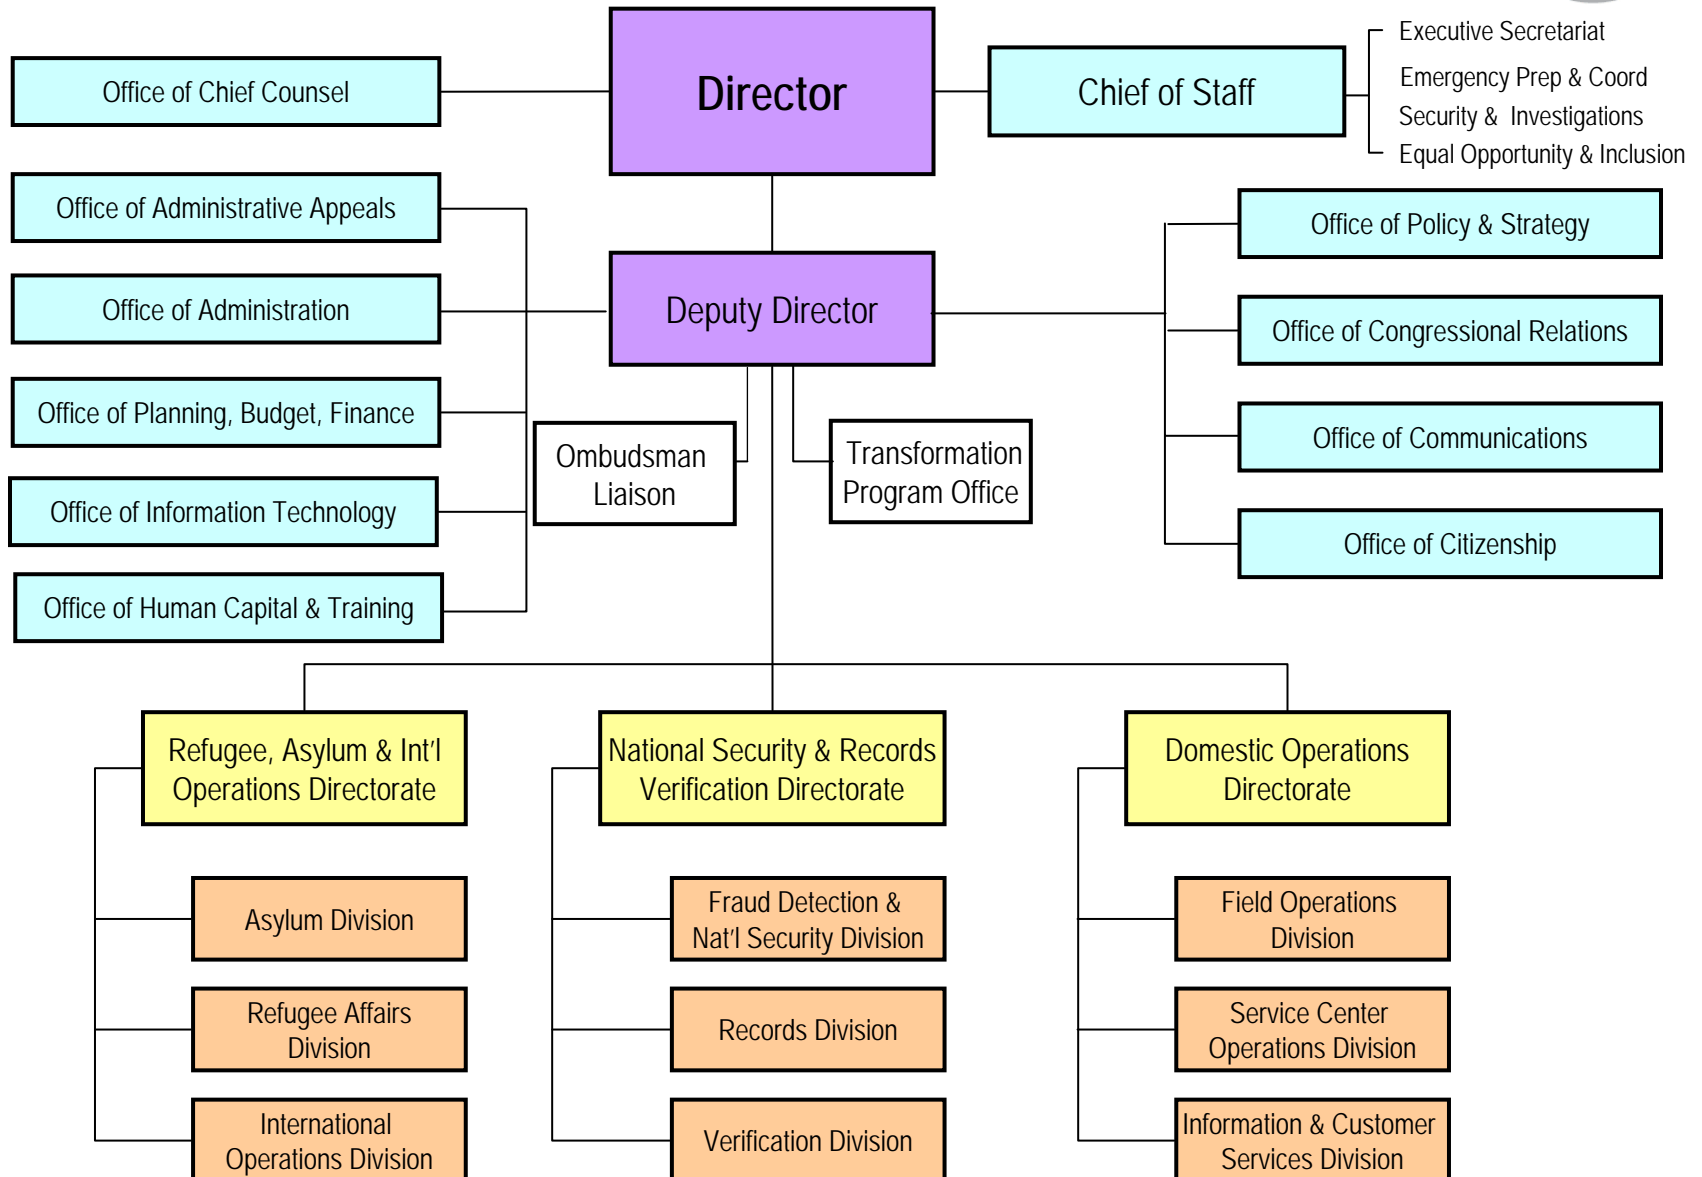 Executive Secretariat
Emergency Prep & Coord
Security & Investigations
Equal Opportunity & Inclusion
Office of Chief Counsel
Director
Chief of Staff
Office of Administrative Appeals
Office of Administration
Office of Planning, Budget, Finance
Office of Information Technology
Office of Human Capital & Training
Deputy Director
Ombudsman
Liaison
Transformation
Program Office
Office of Policy & Strategy
Office of Congressional Relations
Office of Communications
Office of Citizenship
Refugee, Asylum & Int'l
Operations Directorate
Asylum Division
Refugee Affairs
Division
International
Operations Division
National Security & Records
Verification Directorate
Fraud Detection &
Nat'l Security Division
Records Division
Verification Division
Domestic Operations
Directorate
Field Operations
Division
Service Center
Operations Division
Information & Customer
Services Division